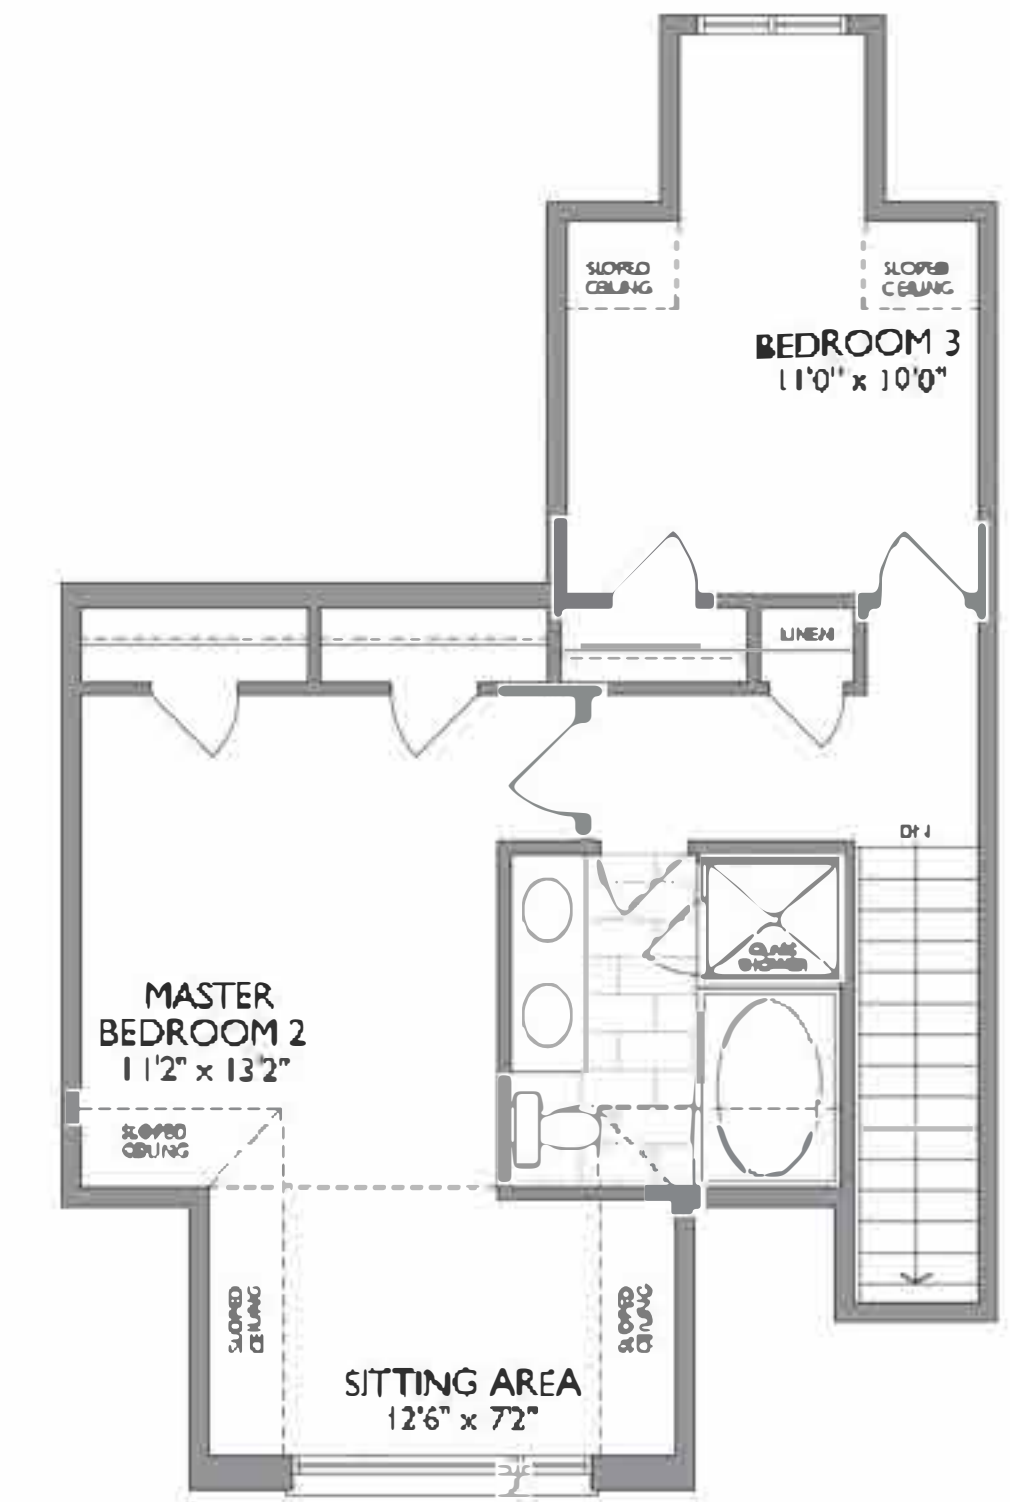 SLOPED
CEILING
SLOPED
CEILING
BEDROOM 3
11'0" x 10'0"
LINEN
DN
GLASS
SHOWER
MASTER
BEDROOM 2
11'2" x 13'2"
SLOPED
CEILING
SLOPED
CEILING
SLOPED
CEILING
SITTING AREA
12'6" x 7'2"